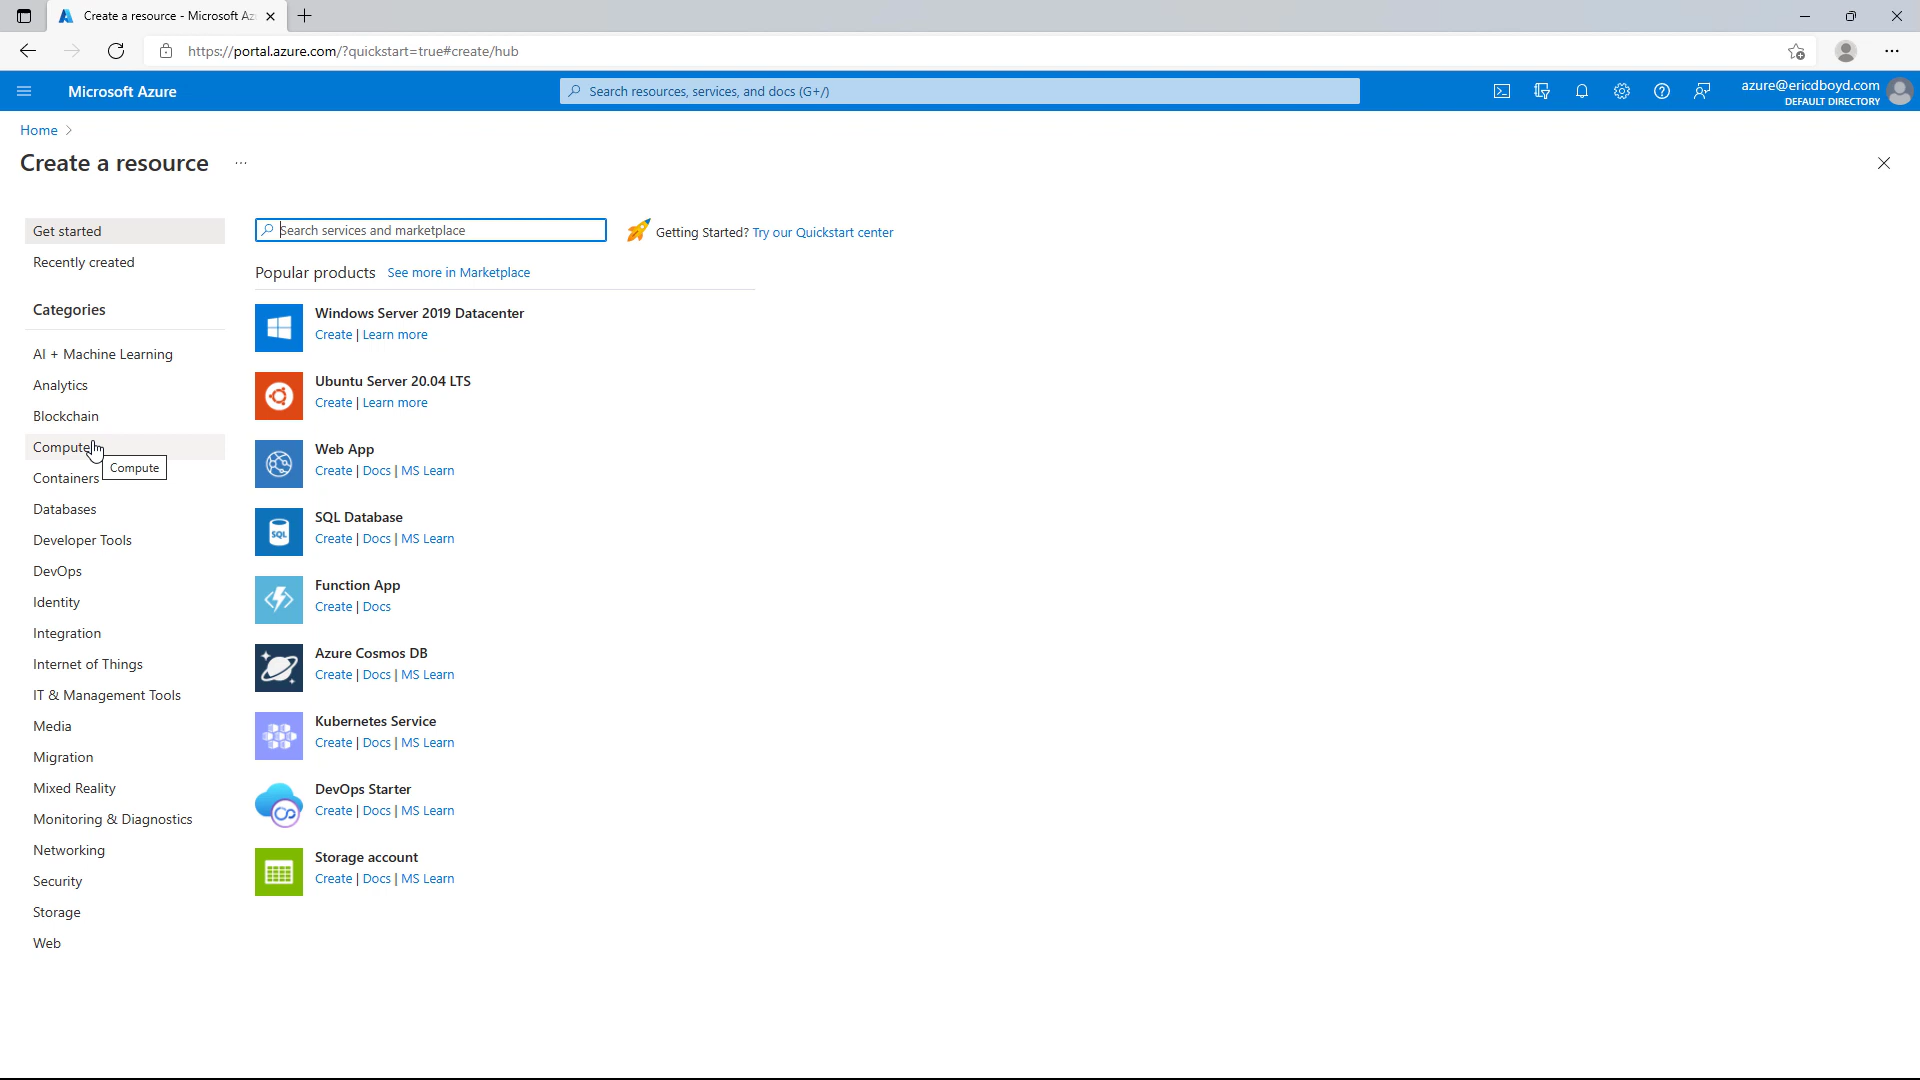 Create a resource - Microsoft Az
https://portal.azure.com/?quickstart=true#create/hub
Microsoft Azure
Search resources, services, and docs (G+/)
azure@ericdboyd.com
DEFAULT DIRECTORY
Home
Create a resource
...
Get started
Recently created
Categories
AI + Machine Learning
Analytics
Blockchain
Compute
Compute
Containers
Databases
Developer Tools
DevOps
Identity
Integration
Internet of Things
IT & Management Tools
Media
Migration
Mixed Reality
Monitoring & Diagnostics
Networking
Security
Storage
Web
Search services and marketplace
Getting Started? Try our Quickstart center
Popular products See more in Marketplace
Windows Server 2019 Datacenter
Create | Learn more
Ubuntu Server 20.04 LTS
Create | Learn more
Web App
Create | Docs | MS Learn
SQL
SQL Database
Create | Docs | MS Learn
Function App
Create | Docs
Azure Cosmos DB
Create | Docs | MS Learn
Kubernetes Service
Create | Docs | MS Learn
DevOps Starter
Create | Docs | MS Learn
Storage account
Create | Docs | MS Learn